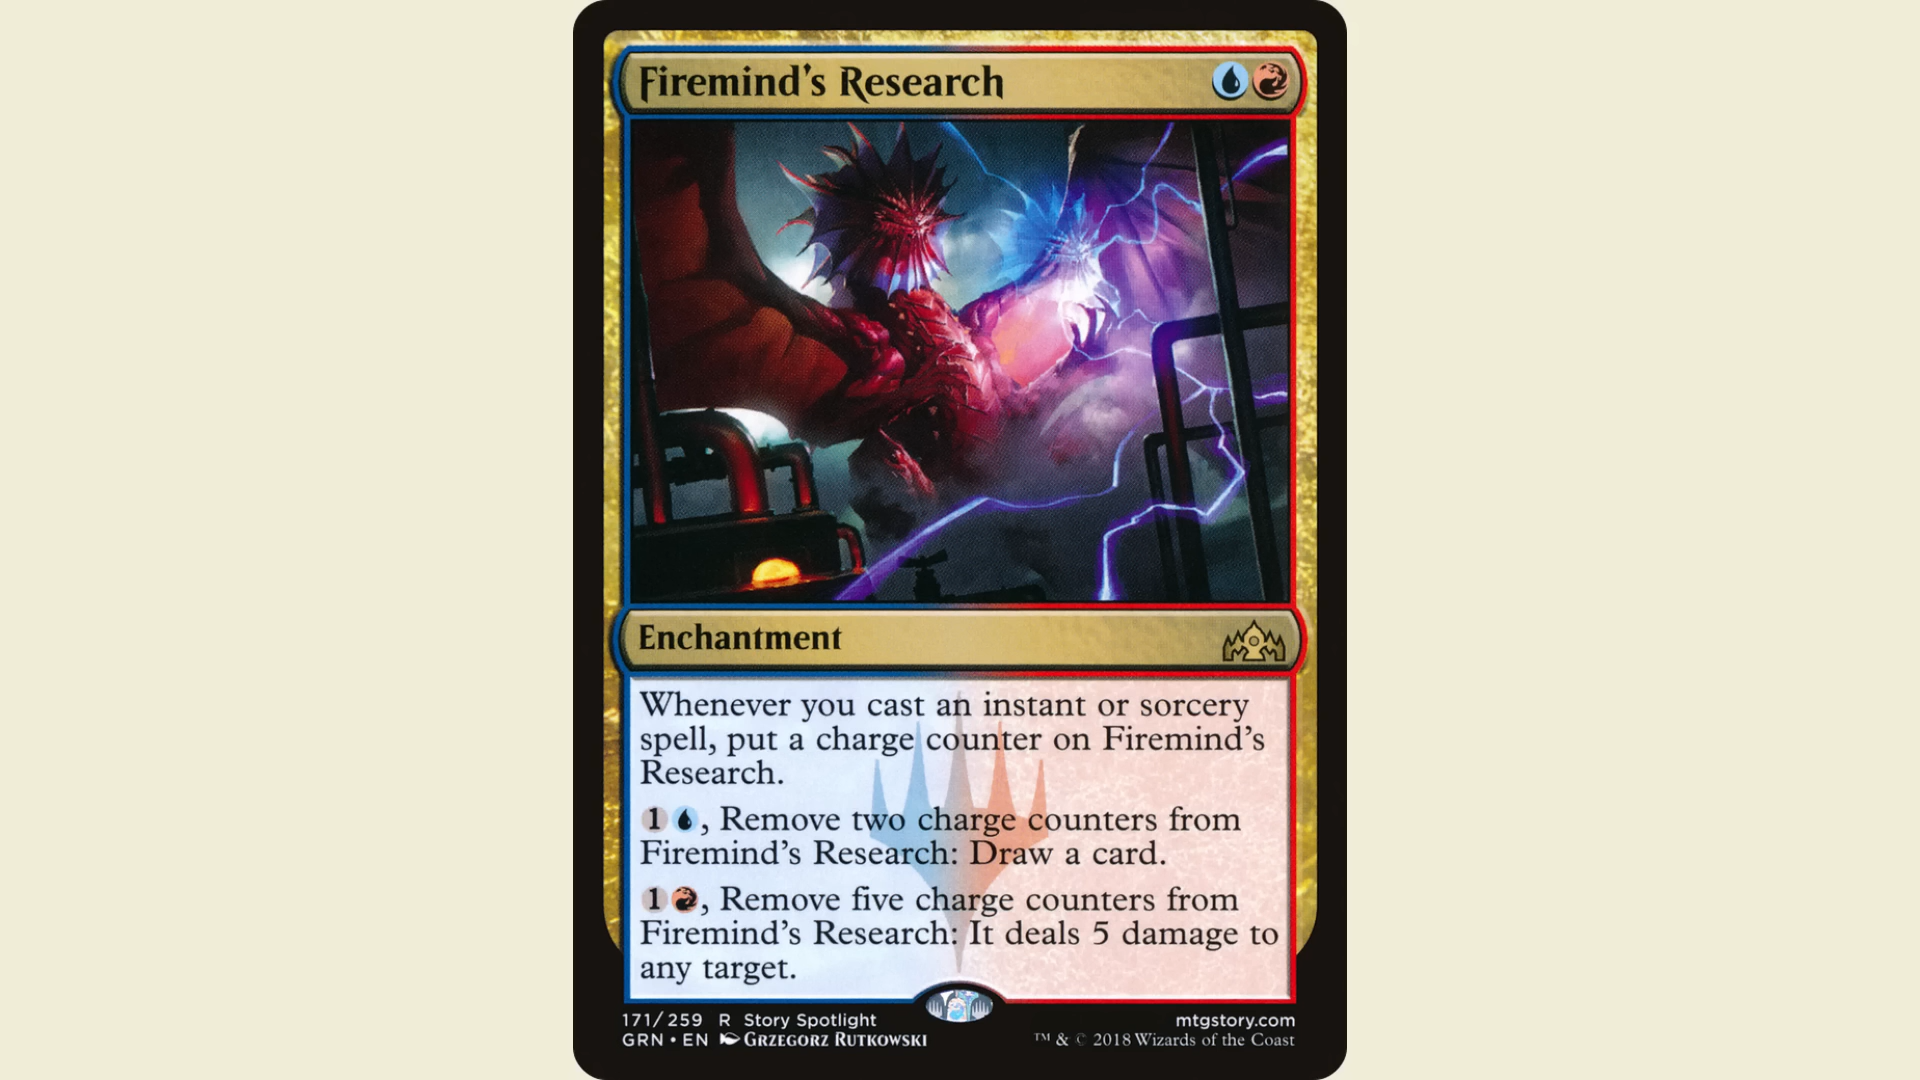 Firemind's Research
Enchantment
Whenever you cast an instant or sorcery
spell, put a charge counter on Firemind's
Research.
1, Remove two charge counters from
Firemind's Research: Draw a card.
1, Remove five charge counters from
Firemind's Research: It deals 5 damage to
any target.
171/259 R Story Spotlight
mtgstory.com
GRN • EN Grzegorz Rutkowski
™ & © 2018 Wizards of the Coast